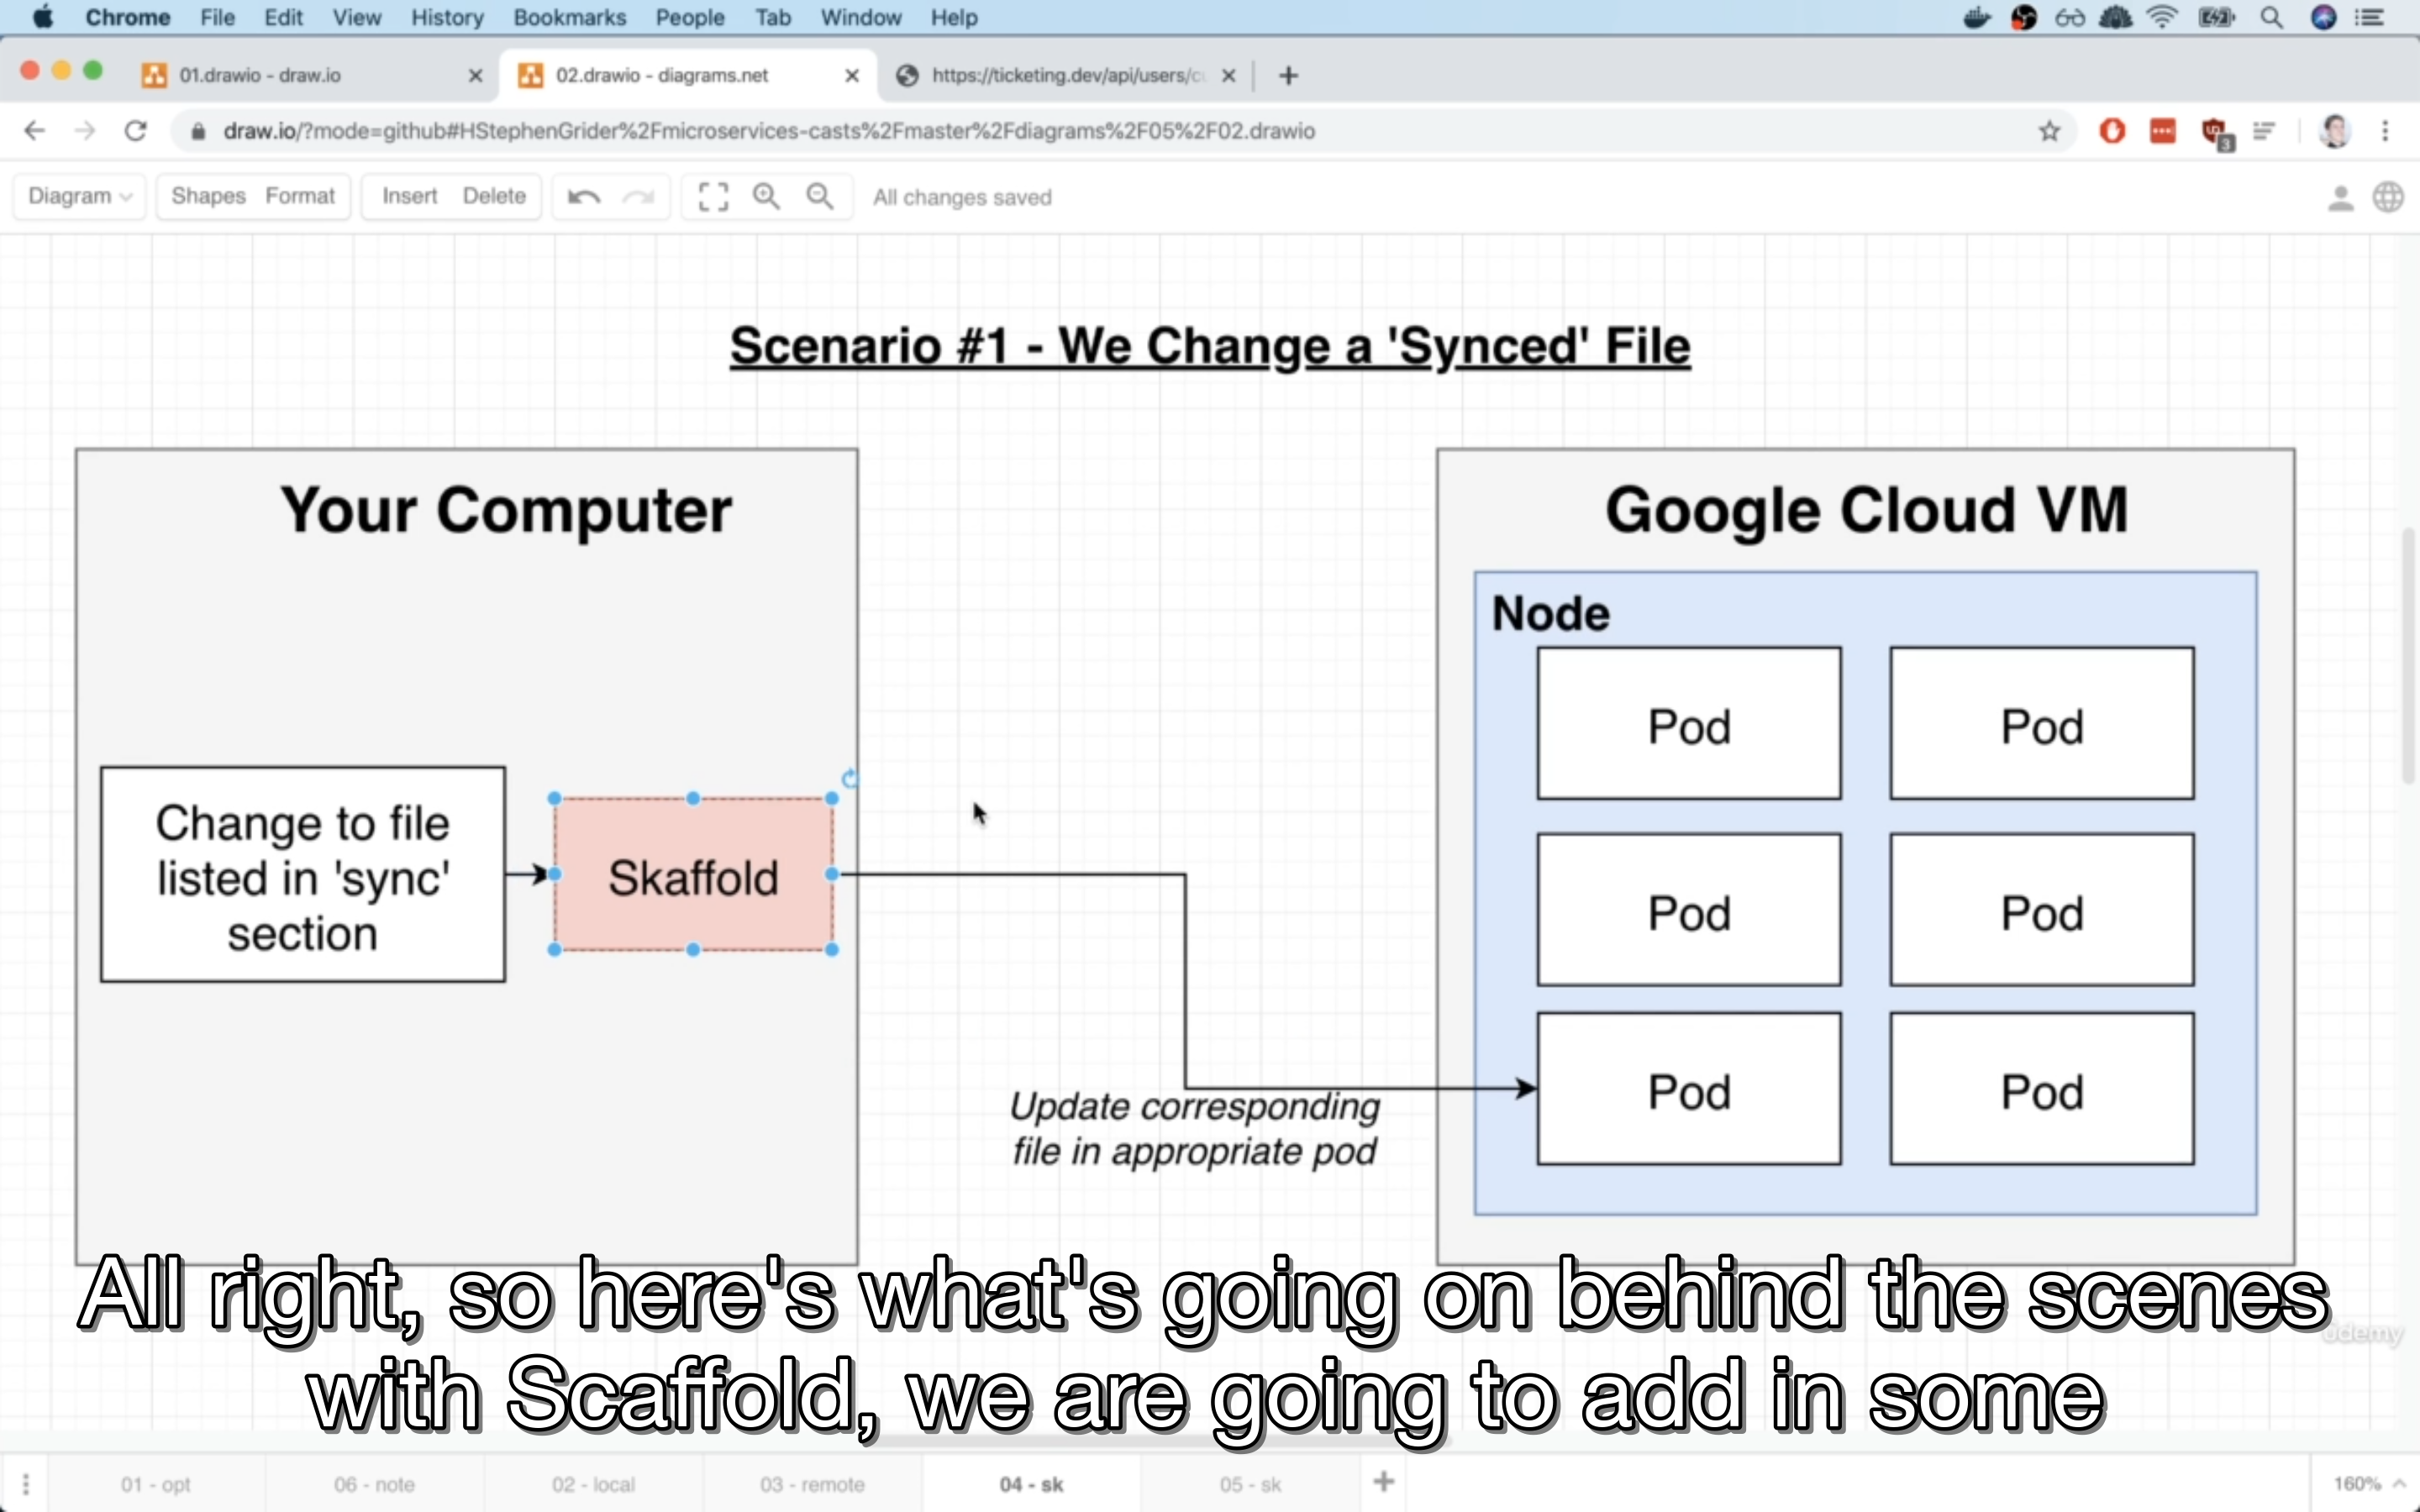 Chrome File Edit View History Bookmarks People Tab Window Help
01.drawio - draw.io
02.drawio - diagrams.net
https://ticketing.dev/api/users/c
draw.io/?mode=github#HStephenGrider%2Fmicroservices-casts%2Fmaster%2Fdiagrams%2F05%2F02.drawio
3
Diagram Shapes Format Insert Delete All changes saved
Scenario #1 - We Change a 'Synced' File
Your Computer
Change to file
listed in 'sync'
section
Skaffold
Update corresponding
file in appropriate pod
Google Cloud VM
Node
Pod Pod
Pod Pod
Pod Pod
All right, so here's what's going on behind the scenes
with Scaffold, we are going to add in some
udemy
01 - opt 06 - note 02 - local 03 - remote 04 - sk 05 - sk 160%